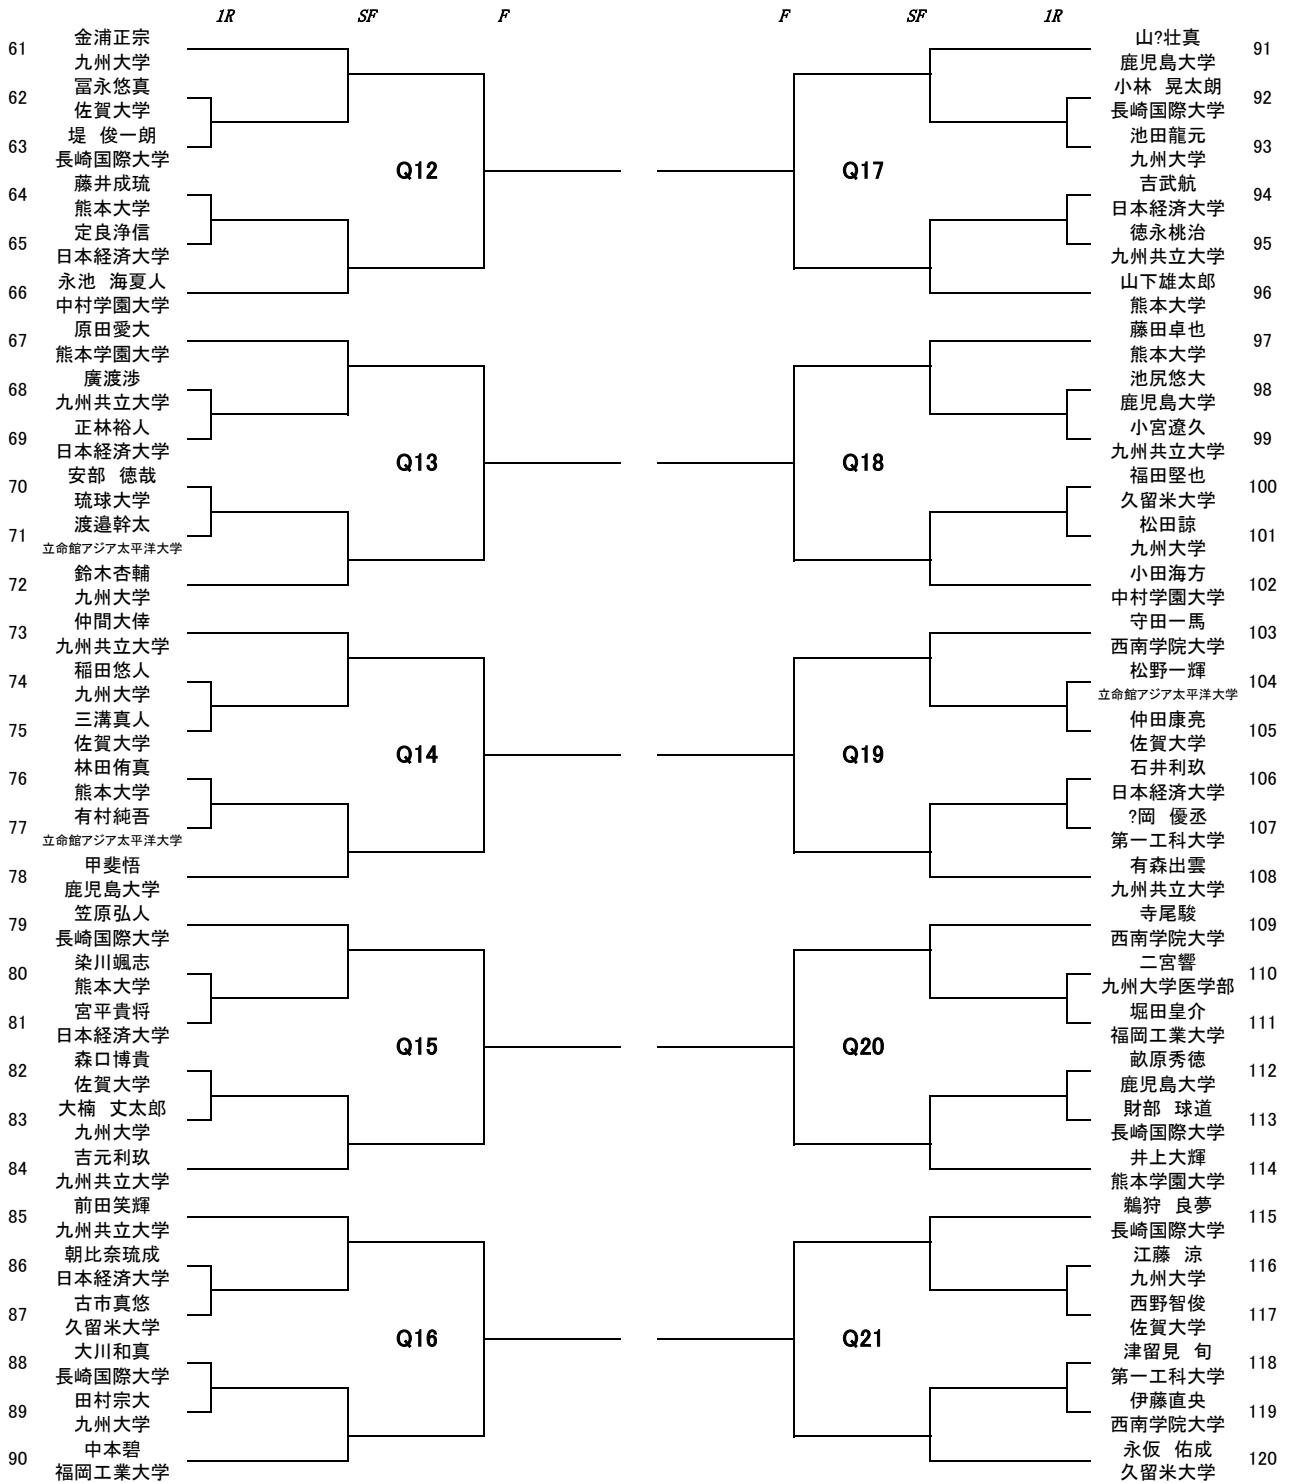 1R SF F
61 金浦正宗
九州大学
62 冨永悠真
佐賀大学
63 堤 俊一朗
長崎国際大学
64 藤井成琉
熊本大学
65 定良浄信
日本経済大学
66 永池 海夏人
中村学園大学
Q12
67 原田愛大
熊本学園大学
68 廣渡渉
九州共立大学
69 正林裕人
日本経済大学
70 安部 徳哉
琉球大学
71 渡邉幹太
立命館アジア太平洋大学
72 鈴木杏輔
九州大学
Q13
73 仲間大倖
九州共立大学
74 稲田悠人
九州大学
75 三溝真人
佐賀大学
76 林田侑真
熊本大学
77 有村純吾
立命館アジア太平洋大学
78 甲斐悟
鹿児島大学
Q14
79 笠原弘人
長崎国際大学
80 染川颯志
熊本大学
81 宮平貴将
日本経済大学
82 森口博貴
佐賀大学
83 大楠 丈太郎
九州大学
84 吉元利玖
九州共立大学
Q15
85 前田笑輝
九州共立大学
86 朝比奈琉成
日本経済大学
87 古市真悠
久留米大学
88 大川和真
長崎国際大学
89 田村宗大
九州大学
90 中本碧
福岡工業大学
Q16
F SF 1R
山?壮真 91
鹿児島大学
小林 晃太朗 92
長崎国際大学
池田龍元 93
九州大学
吉武航 94
日本経済大学
徳永桃治 95
九州共立大学
山下雄太郎 96
熊本大学
Q17
藤田卓也 97
熊本大学
池尻悠大 98
鹿児島大学
小宮遼久 99
九州共立大学
福田堅也 100
久留米大学
松田諒 101
九州大学
小田海方 102
中村学園大学
Q18
守田一馬 103
西南学院大学
松野一輝 104
立命館アジア太平洋大学
仲田康亮 105
佐賀大学
石井利玖 106
日本経済大学
?岡 優丞 107
第一工科大学
有森出雲 108
九州共立大学
Q19
寺尾駿 109
西南学院大学
二宮響 110
九州大学医学部
堀田皇介 111
福岡工業大学
畝原秀徳 112
鹿児島大学
財部 球道 113
長崎国際大学
井上大輝 114
熊本学園大学
Q20
鵜狩 良夢 115
長崎国際大学
江藤 涼 116
九州大学
西野智俊 117
佐賀大学
津留見 旬 118
第一工科大学
伊藤直央 119
西南学院大学
永仮 佑成 120
久留米大学
Q21